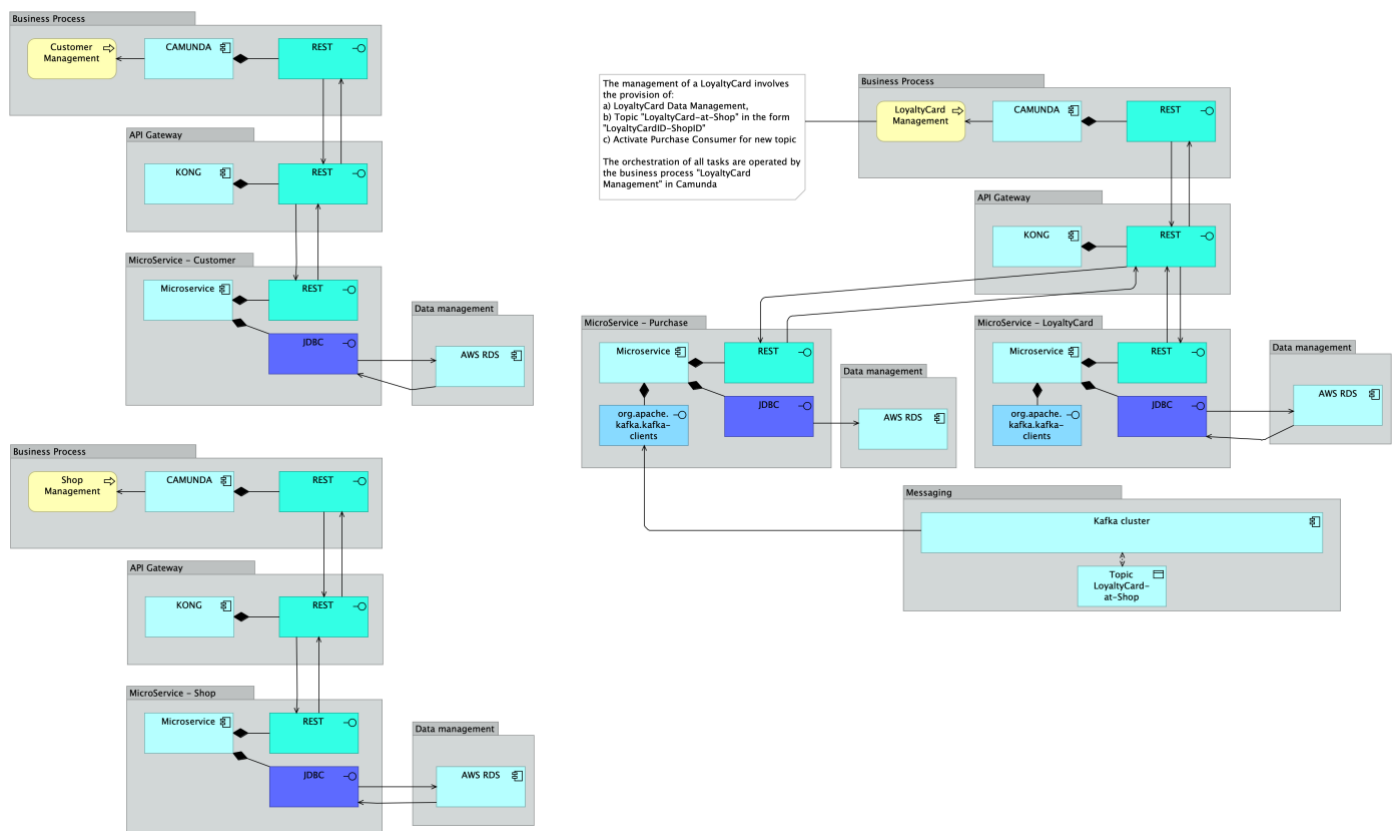 Business Process
Customer
Management
CAMUNDA
REST
API Gateway
KONG
REST
MicroService - Customer
Microservice
REST
JDBC
Data management
AWS RDS
Business Process
Shop
Management
CAMUNDA
REST
API Gateway
KONG
REST
MicroService - Shop
Microservice
REST
JDBC
Data management
AWS RDS
The management of a LoyaltyCard involves
the provision of:
a) LoyaltyCard Data Management,
b) Topic "LoyaltyCard-at-Shop" in the form
"LoyaltyCardID-ShopID"
c) Activate Purchase Consumer for new topic
The orchestration of all tasks are operated by
the business process "LoyaltyCard
Management" in Camunda
Business Process
LoyaltyCard
Management
CAMUNDA
REST
API Gateway
KONG
REST
MicroService - Purchase
Microservice
REST
JDBC
org.apache.
kafka.kafka-
clients
Data management
AWS RDS
MicroService - LoyaltyCard
Microservice
REST
JDBC
org.apache.
kafka.kafka-
clients
Data management
AWS RDS
Messaging
Kafka cluster
Topic
LoyaltyCard-
at-Shop